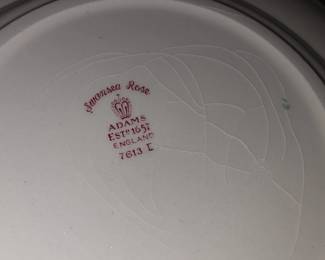 Swansea Rose
ADAMS
ESTD 1657
ENGLAND
7613 E